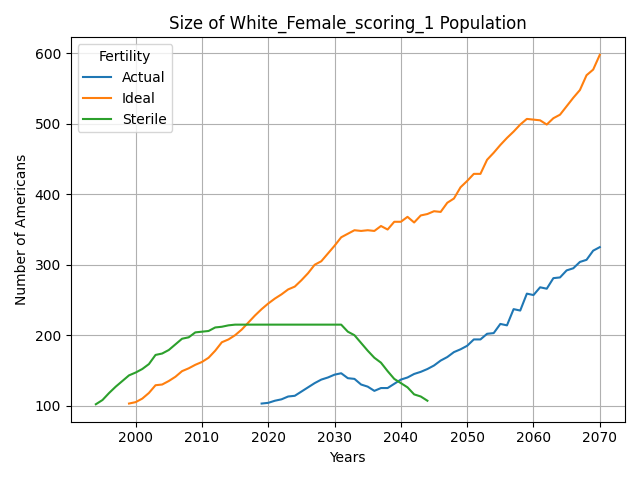 Size of White_Female_scoring_1 Population
Fertility
Actual
Ideal
Sterile
Number of Americans
600
500
400
300
200
100
2000 2010 2020 2030 2040 2050 2060 2070
Years